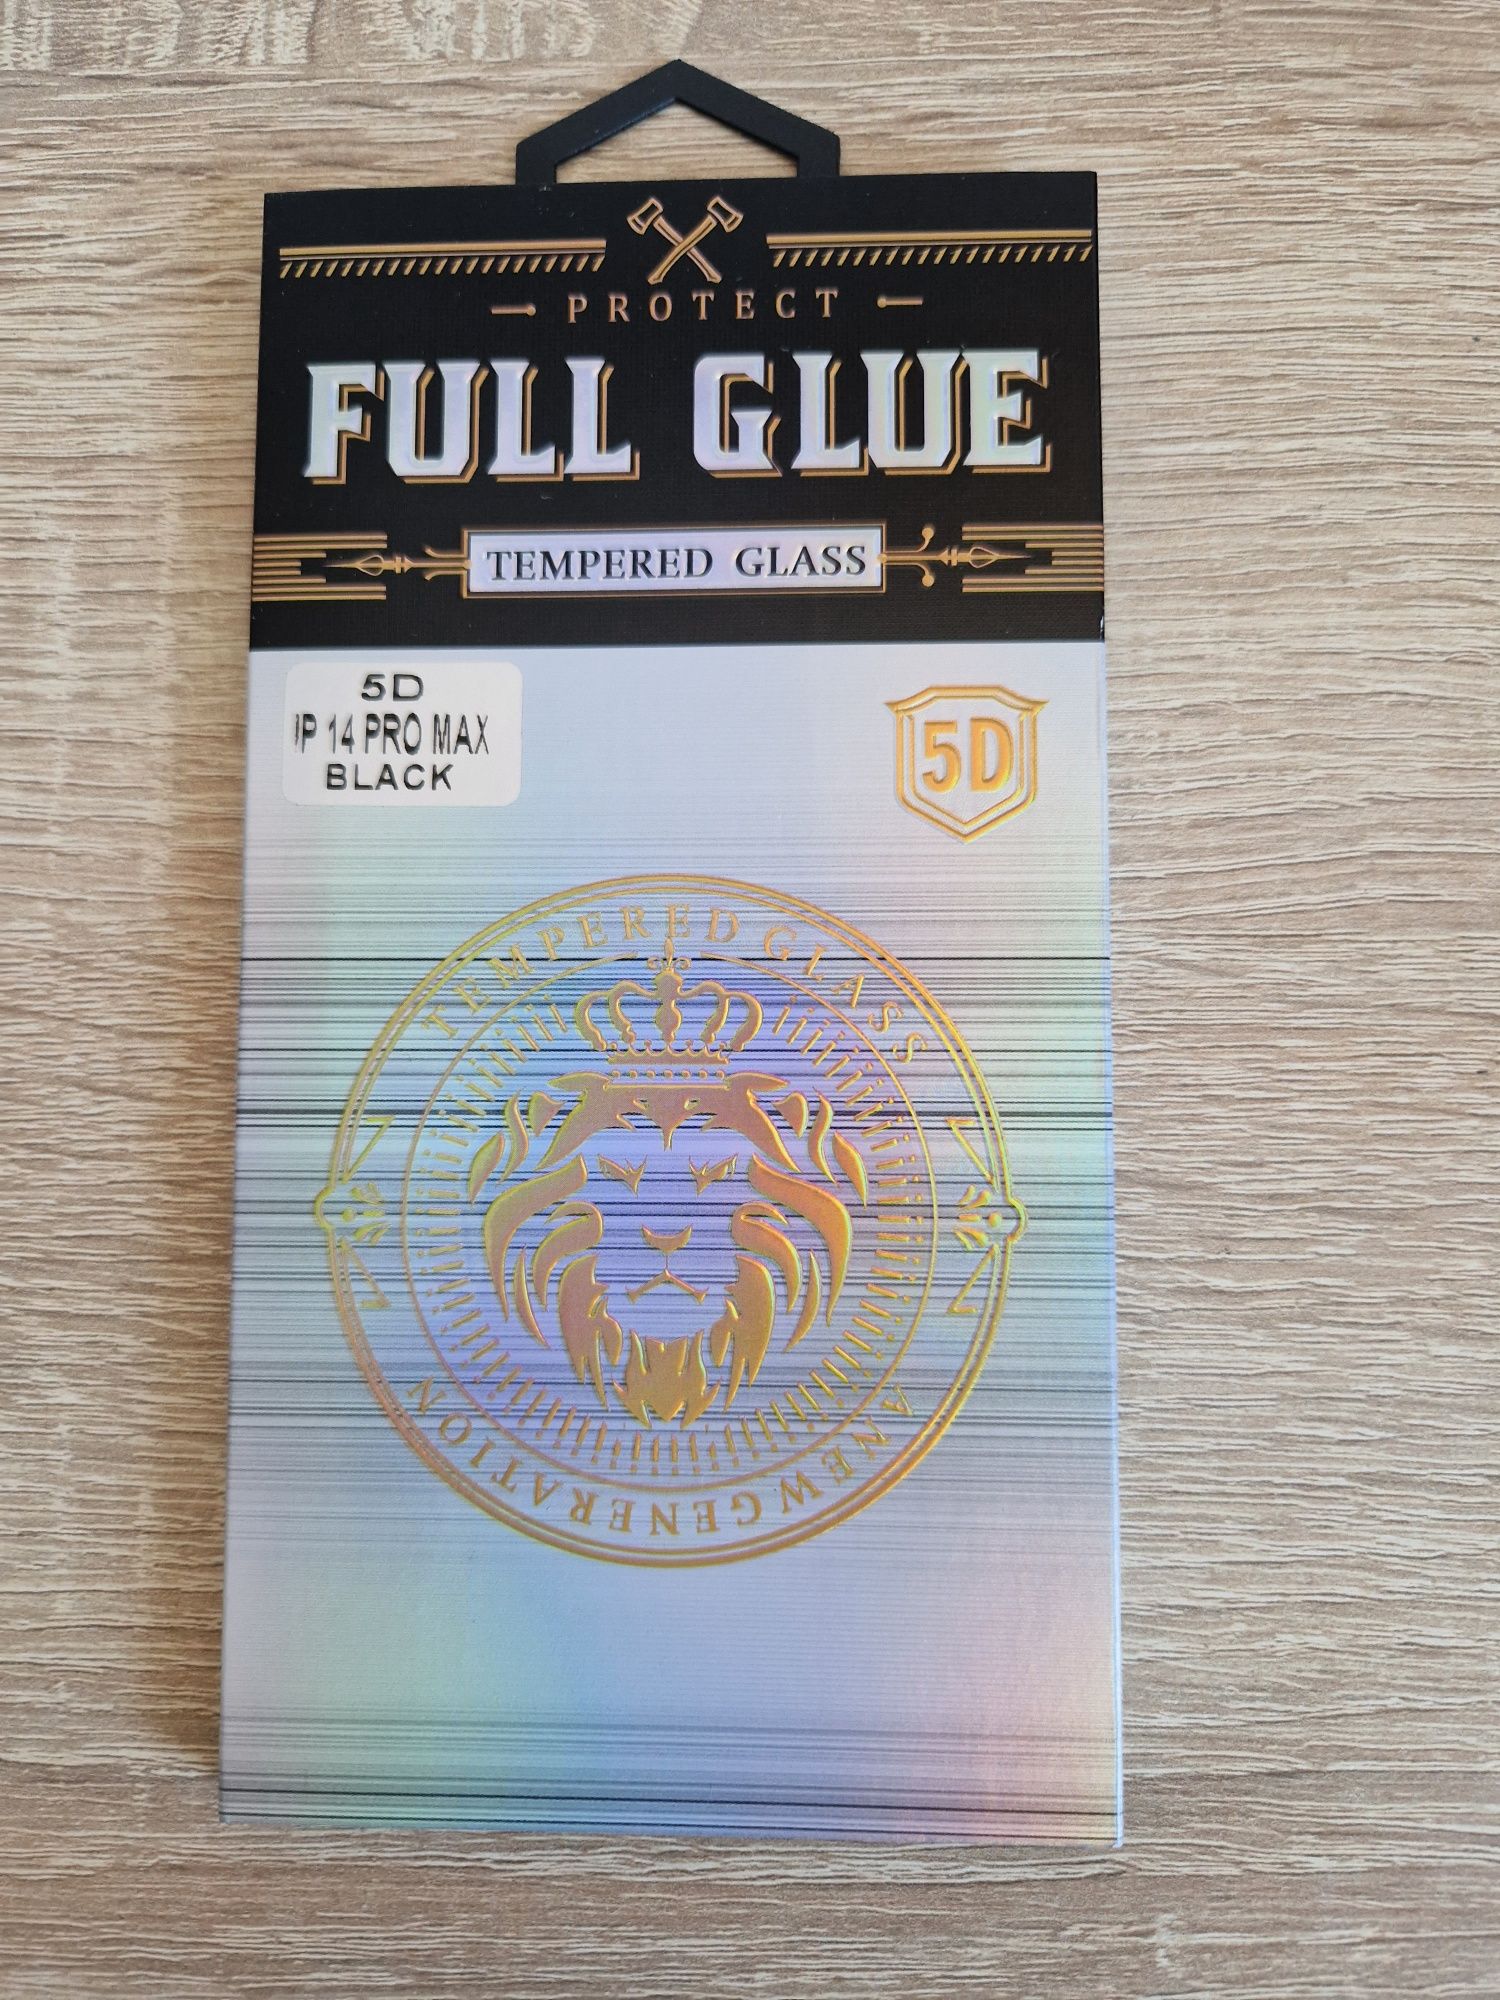 PROTECT
FULL GLUE
TEMPERED GLASS
5D
IP 14 PRO MAX
BLACK
5D
TEMPERED GLASS
A NEW GENERATION